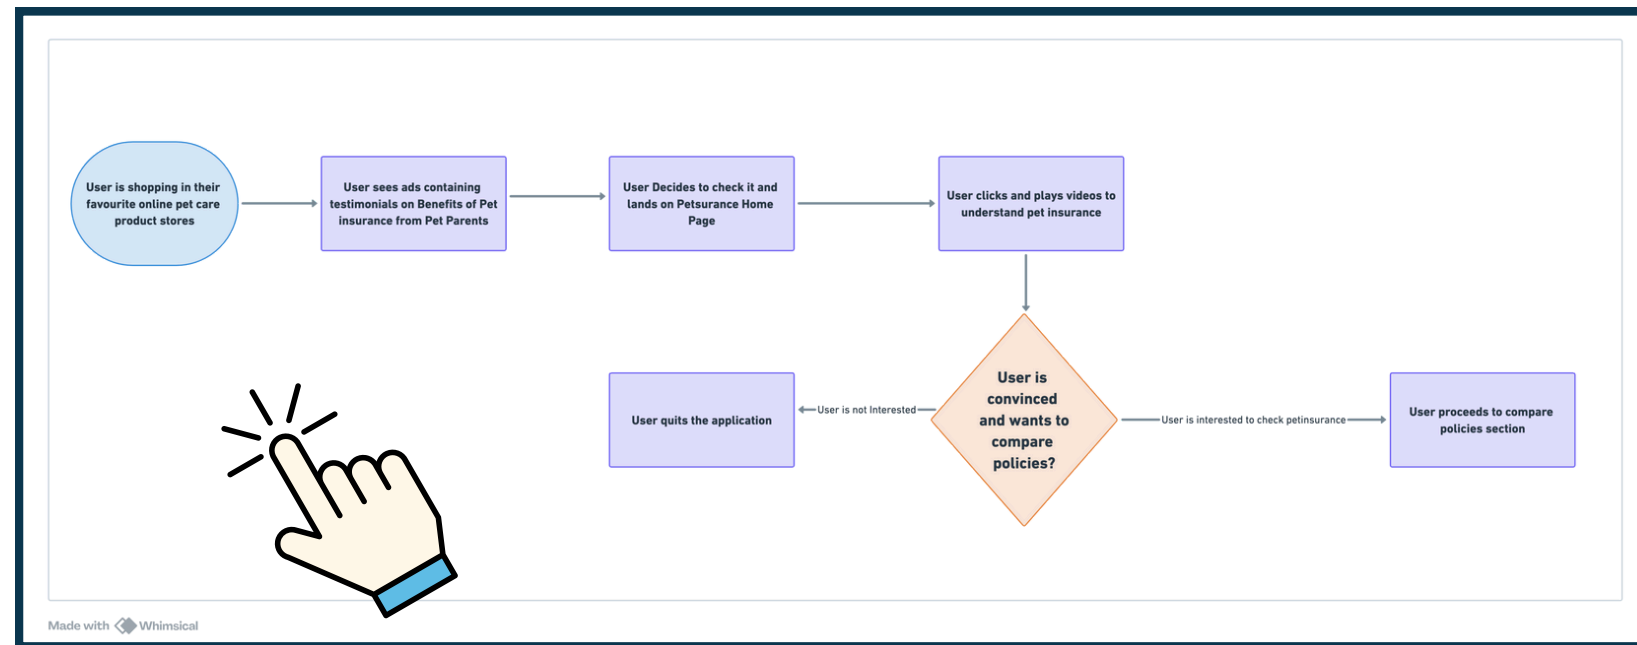 User is shopping in their
favourite online pet care
product stores
User sees ads containing
testimonials on Benefits of Pet
insurance from Pet Parents
User Decides to check it and
lands on Petsurance Home
Page
User clicks and plays videos to
understand pet insurance
User is
convinced
and wants to
compare
policies?
User is not Interested
User quits the application
User is interested to check petinsurance
User proceeds to compare
policies section
Made with Whimsical